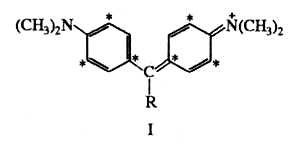 * * +
(CH₃)₂N N(CH₃)₂
* * C * *
* *
R
I